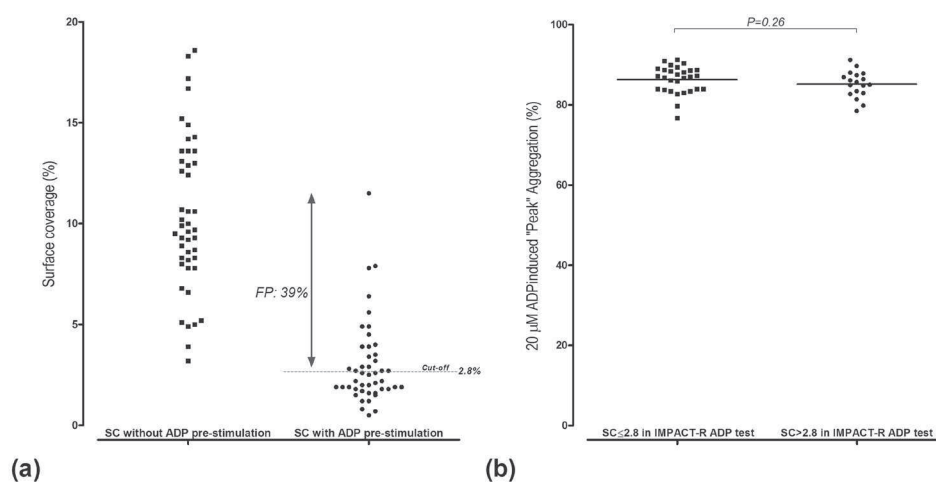 20
15
10
5
0
Surface coverage (%)
FP: 39%
Cut-off
2.8%
SC without ADP pre-stimulation
SC with ADP pre-stimulation
(a)
P=0.26
100
80
60
40
20
0
20 µM ADPinduced "Peak" Aggregation (%)
SC≤2.8 in IMPACT-R ADP test
SC>2.8 in IMPACT-R ADP test
(b)